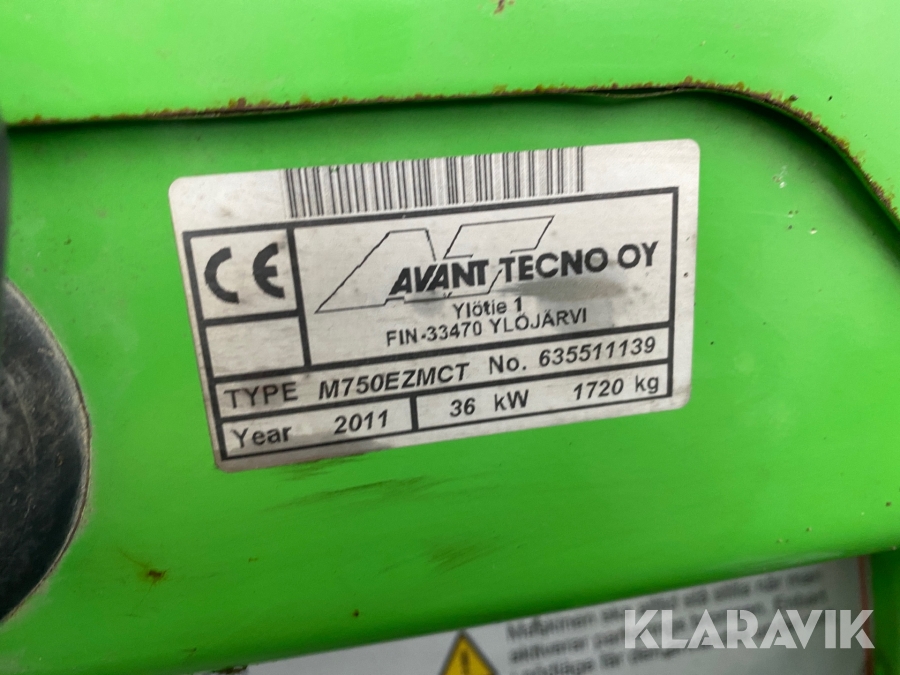 CE
AVANT TECNO OY
Ylötie 1
FIN-33470 YLÖJÄRVI
TYPE M750EZMCT No. 635511139
Year 2011 36 kW 1720 kg
KLARAVIK